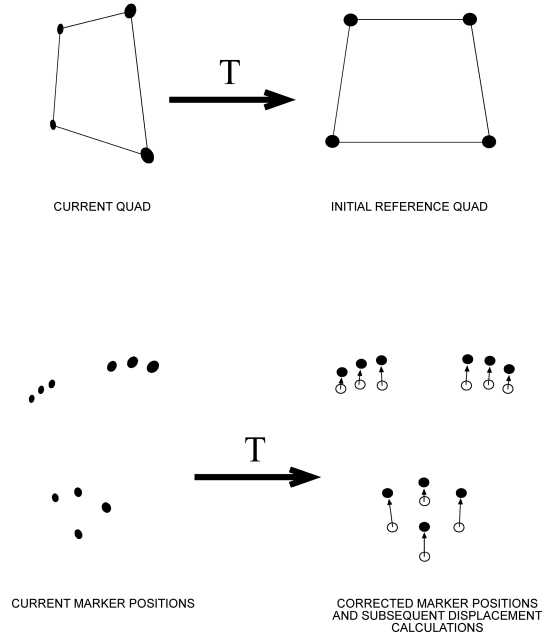 T
CURRENT QUAD
INITIAL REFERENCE QUAD
T
CURRENT MARKER POSITIONS
CORRECTED MARKER POSITIONS
AND SUBSEQUENT DISPLACEMENT
CALCULATIONS